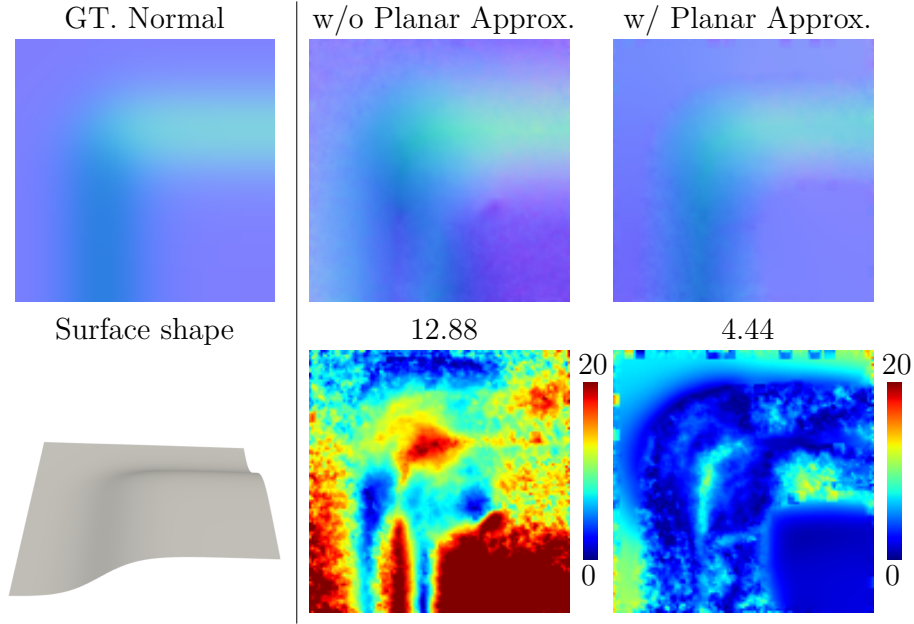 GT. Normal
w/o Planar Approx.
w/ Planar Approx.
Surface shape
12.88
4.44
20
0
20
0